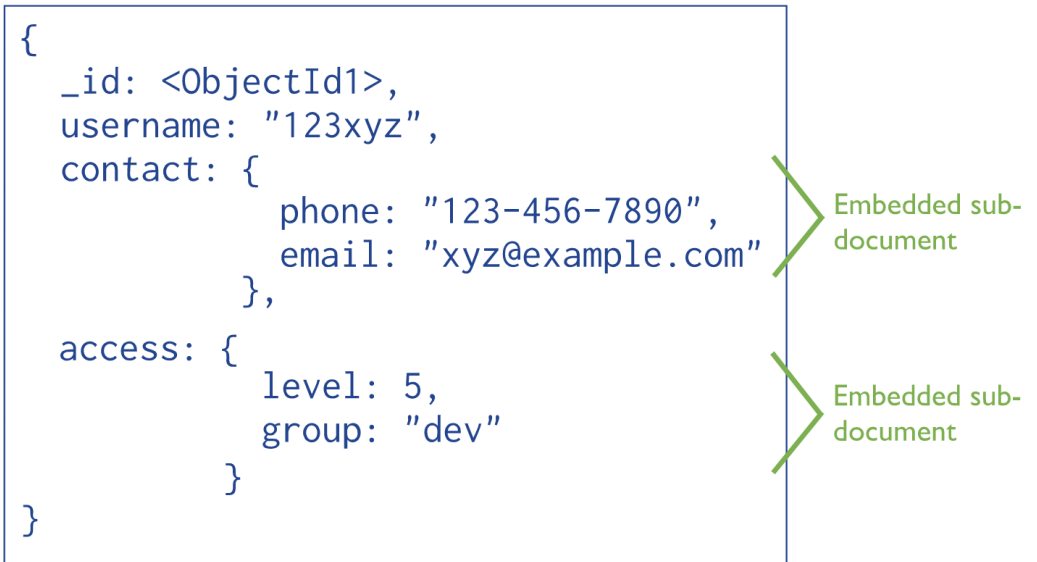 {
_id: <ObjectId1>,
username: "123xyz",
contact: {
phone: "123-456-7890",
email: "xyz@example.com"
},
access: {
level: 5,
group: "dev"
}
}
Embedded sub-
document
Embedded sub-
document